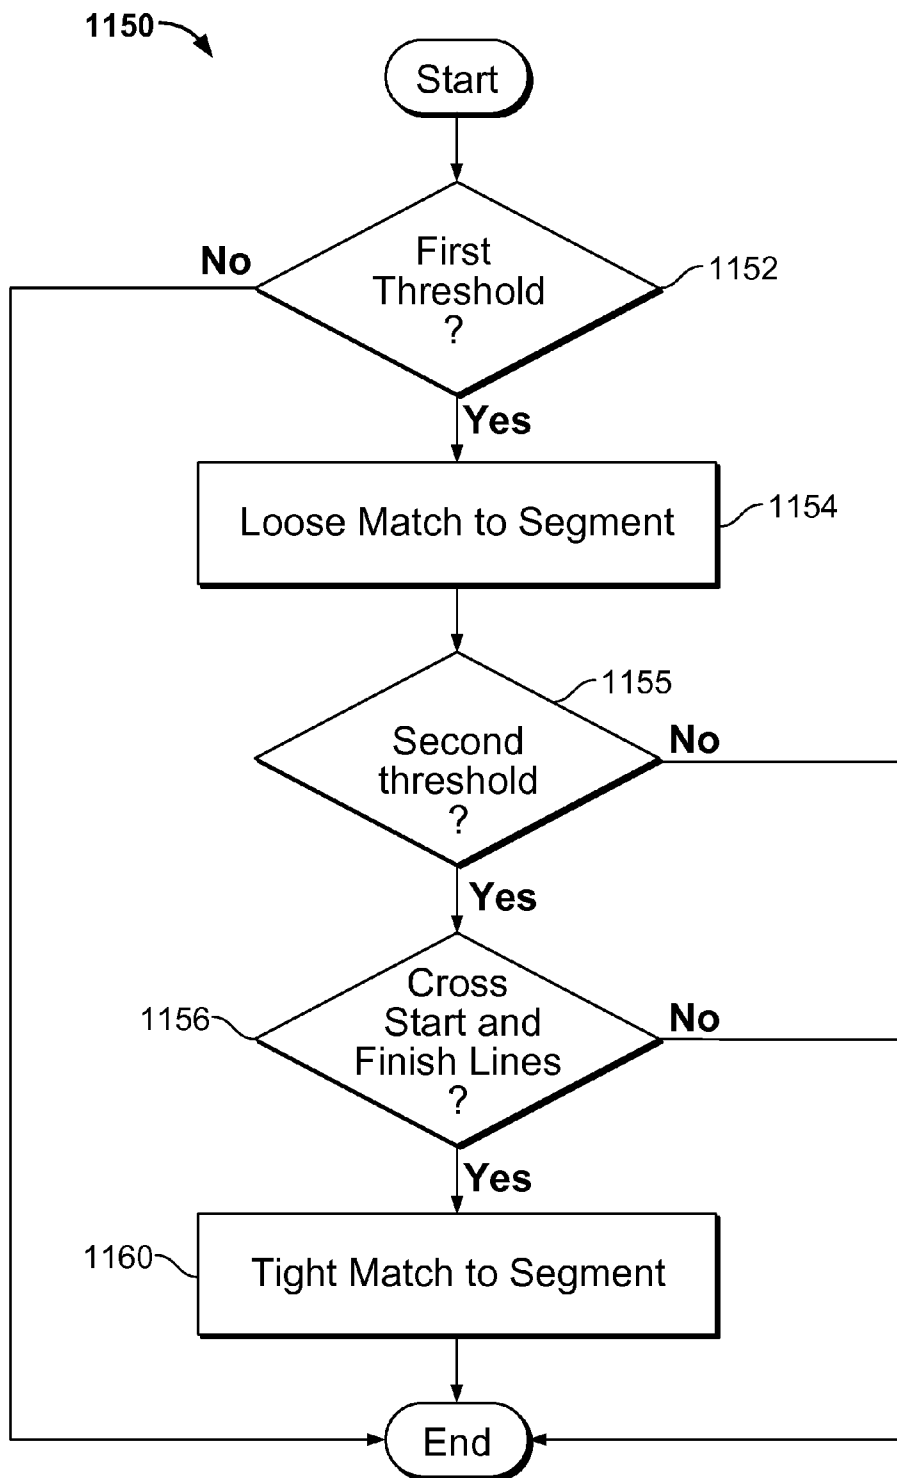 1150
Start
First
Threshold
?
No
1152
Yes
Loose Match to Segment
1154
1155
Second
threshold
?
No
Yes
Cross
Start and
Finish Lines
?
1156
No
Yes
1160
Tight Match to Segment
End